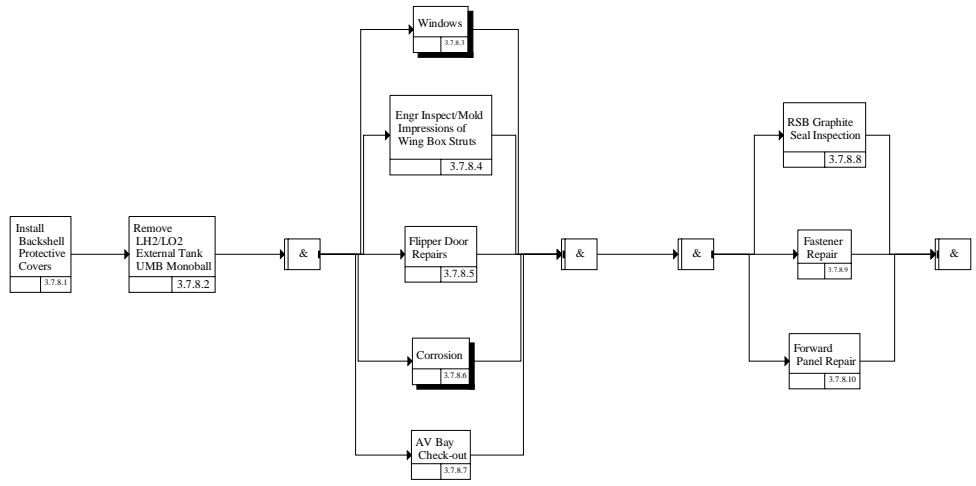 Install
Backshell
Protective
Covers
3.7.8.1
Remove
LH2/LO2
External Tank
UMB Monoball
3.7.8.2
&
Windows
3.7.8.3
Engr Inspect/Mold
Impressions of
Wing Box Struts
3.7.8.4
Flipper Door
Repairs
3.7.8.5
Corrosion
3.7.8.6
AV Bay
Check-out
3.7.8.7
&
&
RSB Graphite
Seal Inspection
3.7.8.8
Fastener
Repair
3.7.8.9
Forward
Panel Repair
3.7.8.10
&